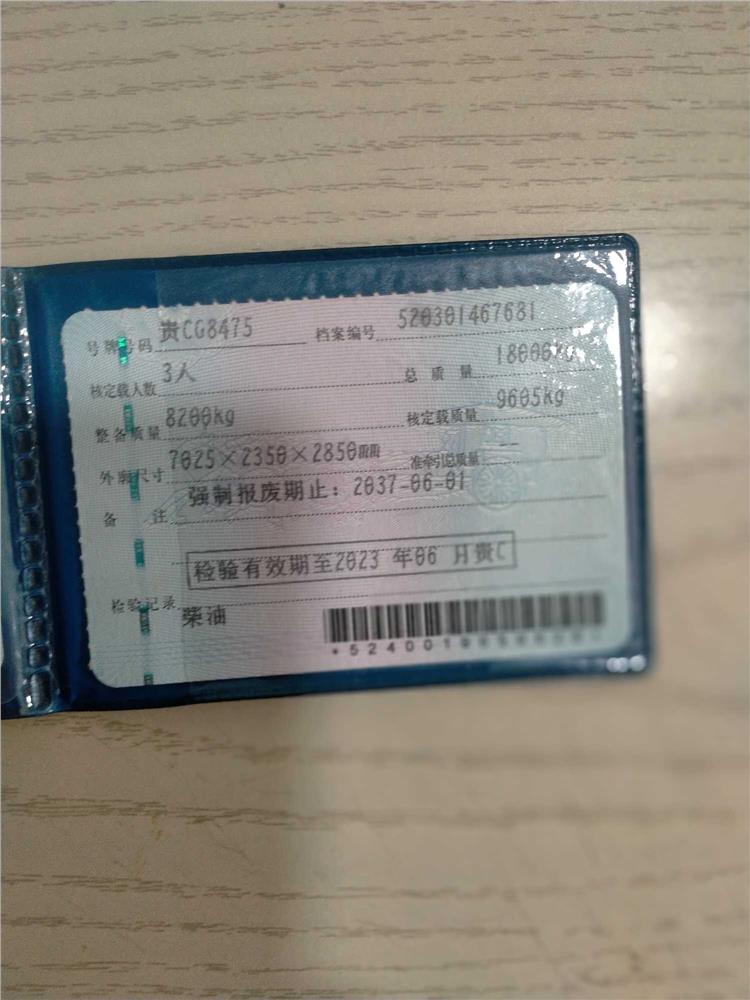 号牌号码 贵CG8475 档案编号 520301467681
核定载人数 3人 总质量 18000kg
整备质量 8200kg 核定载质量 9605kg
外廓尺寸 7025×2350×2850mm 准牵引总质量 --
备注 强制报废期止：2037-06-01
检验有效期至2023 年06 月贵C
检验记录
柴油